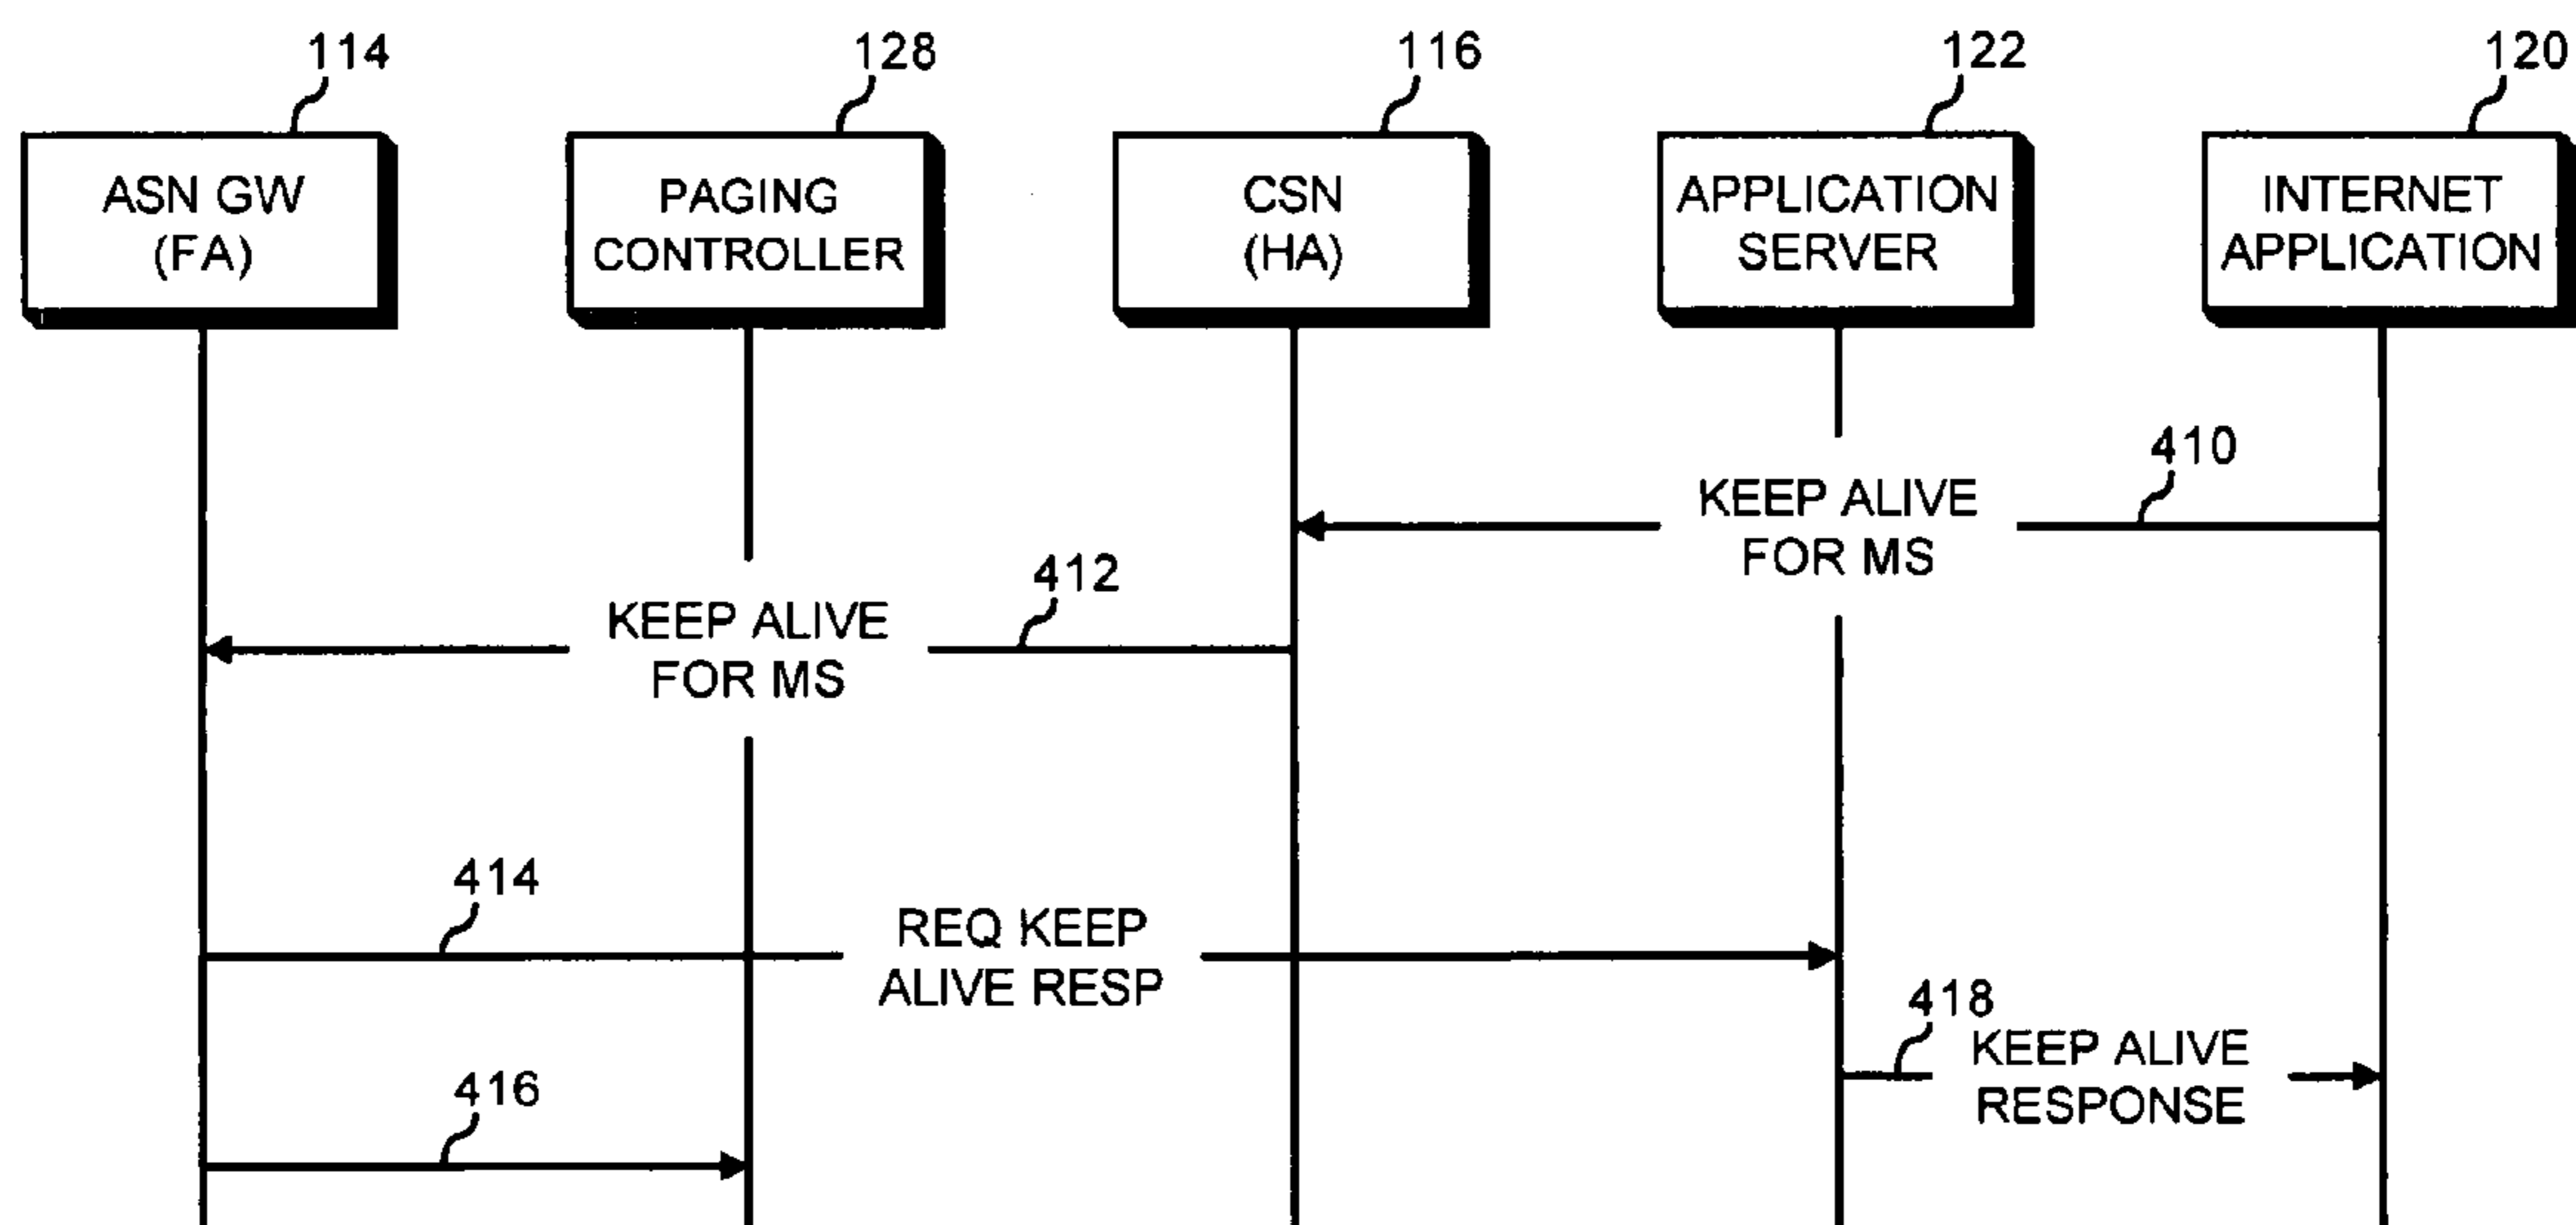 114
128
116
122
120
ASN GW
(FA)
PAGING
CONTROLLER
CSN
(HA)
APPLICATION
SERVER
INTERNET
APPLICATION
410
KEEP ALIVE
FOR MS
412
KEEP ALIVE
FOR MS
414
REQ KEEP
ALIVE RESP
418
KEEP ALIVE
RESPONSE
416